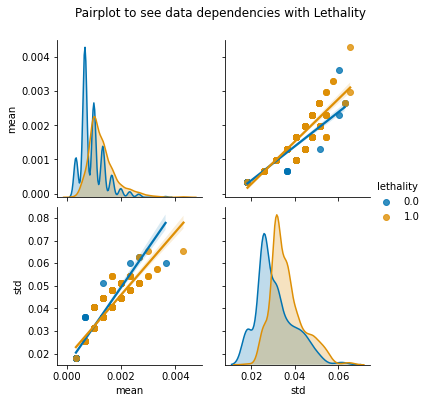 Pairplot to see data dependencies with Lethality
0.004
0.003
0.002
0.001
0.000
mean
lethality
0.0
1.0
0.08
0.07
0.06
0.05
0.04
0.03
0.02
std
0.000 0.002 0.004
mean
0.02 0.04 0.06
std